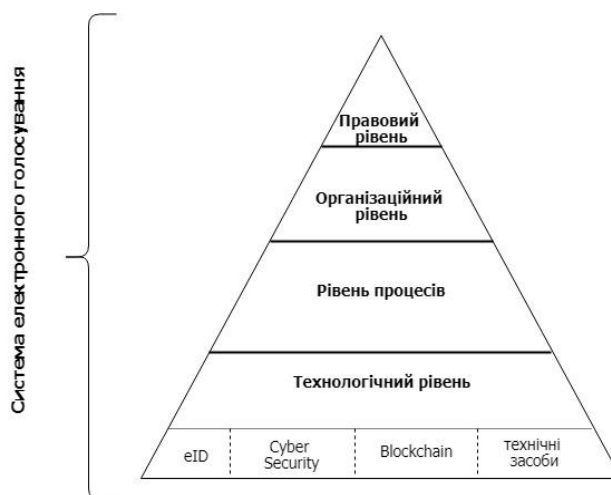 Система електронного голосування
Правовий
рівень
Організаційний
рівень
Рівень процесів
Технологічний рівень
eID
Cyber
Security
Blockchain
технічні
засоби